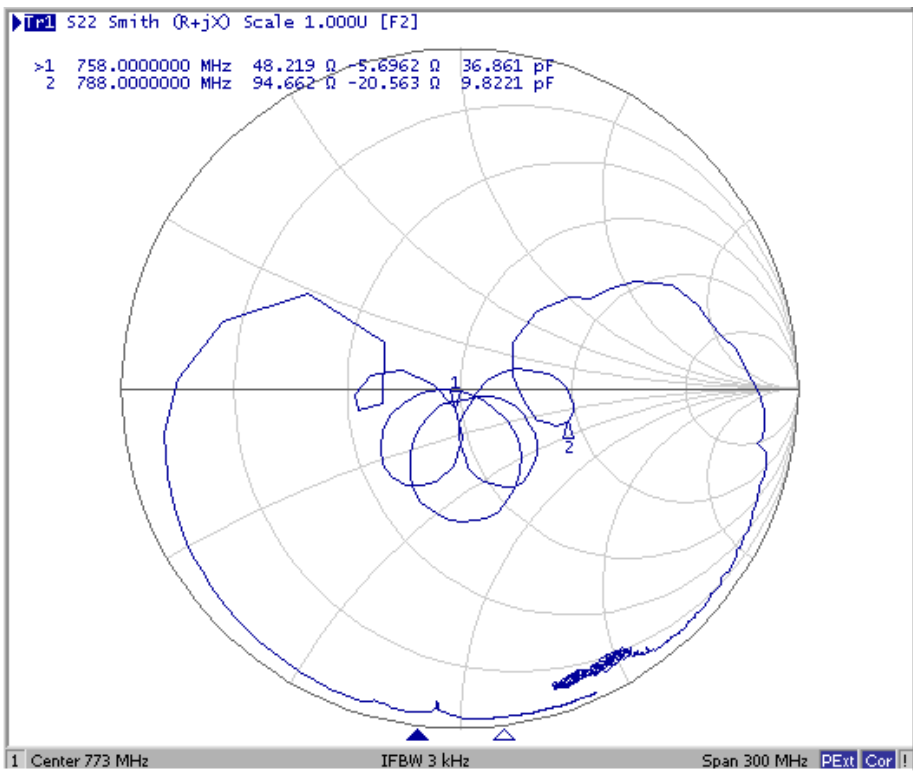 Tr1 S22 Smith (R+jX) Scale 1.000U [F2]
>1 758.0000000 MHz 48.219 Ω -5.6962 Ω 36.861 pF
2 788.0000000 MHz 94.662 Ω -20.563 Ω 9.8221 pF
1
2
1 Center 773 MHz IFBW 3 kHz Span 300 MHz PExt Cor !